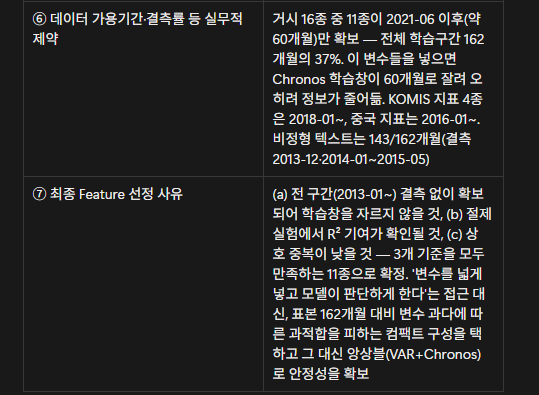 ⑥ 데이터 가용기간·결측률 등 실무적
제약
거시 16종 중 11종이 2021-06 이후(약
60개월)만 확보 — 전체 학습구간 162
개월의 37%. 이 변수들을 넣으면
Chronos 학습창이 60개월로 잘려 오
히려 정보가 줄어듦. KOMIS 지표 4종
은 2018-01~, 중국 지표는 2016-01~.
비정형 텍스트는 143/162개월(결측
2013-12·2014-01~2015-05)
⑦ 최종 Feature 선정 사유
(a) 전 구간(2013-01~) 결측 없이 확보
되어 학습창을 자르지 않을 것, (b) 절제
실험에서 R² 기여가 확인될 것, (c) 상
호 중복이 낮을 것 — 3개 기준을 모두
만족하는 11종으로 확정. '변수를 넓게
넣고 모델이 판단하게 한다'는 접근 대
신, 표본 162개월 대비 변수 과다에 따
른 과적합을 피하는 컴팩트 구성을 택
하고 그 대신 앙상블(VAR+Chronos)
로 안정성을 확보